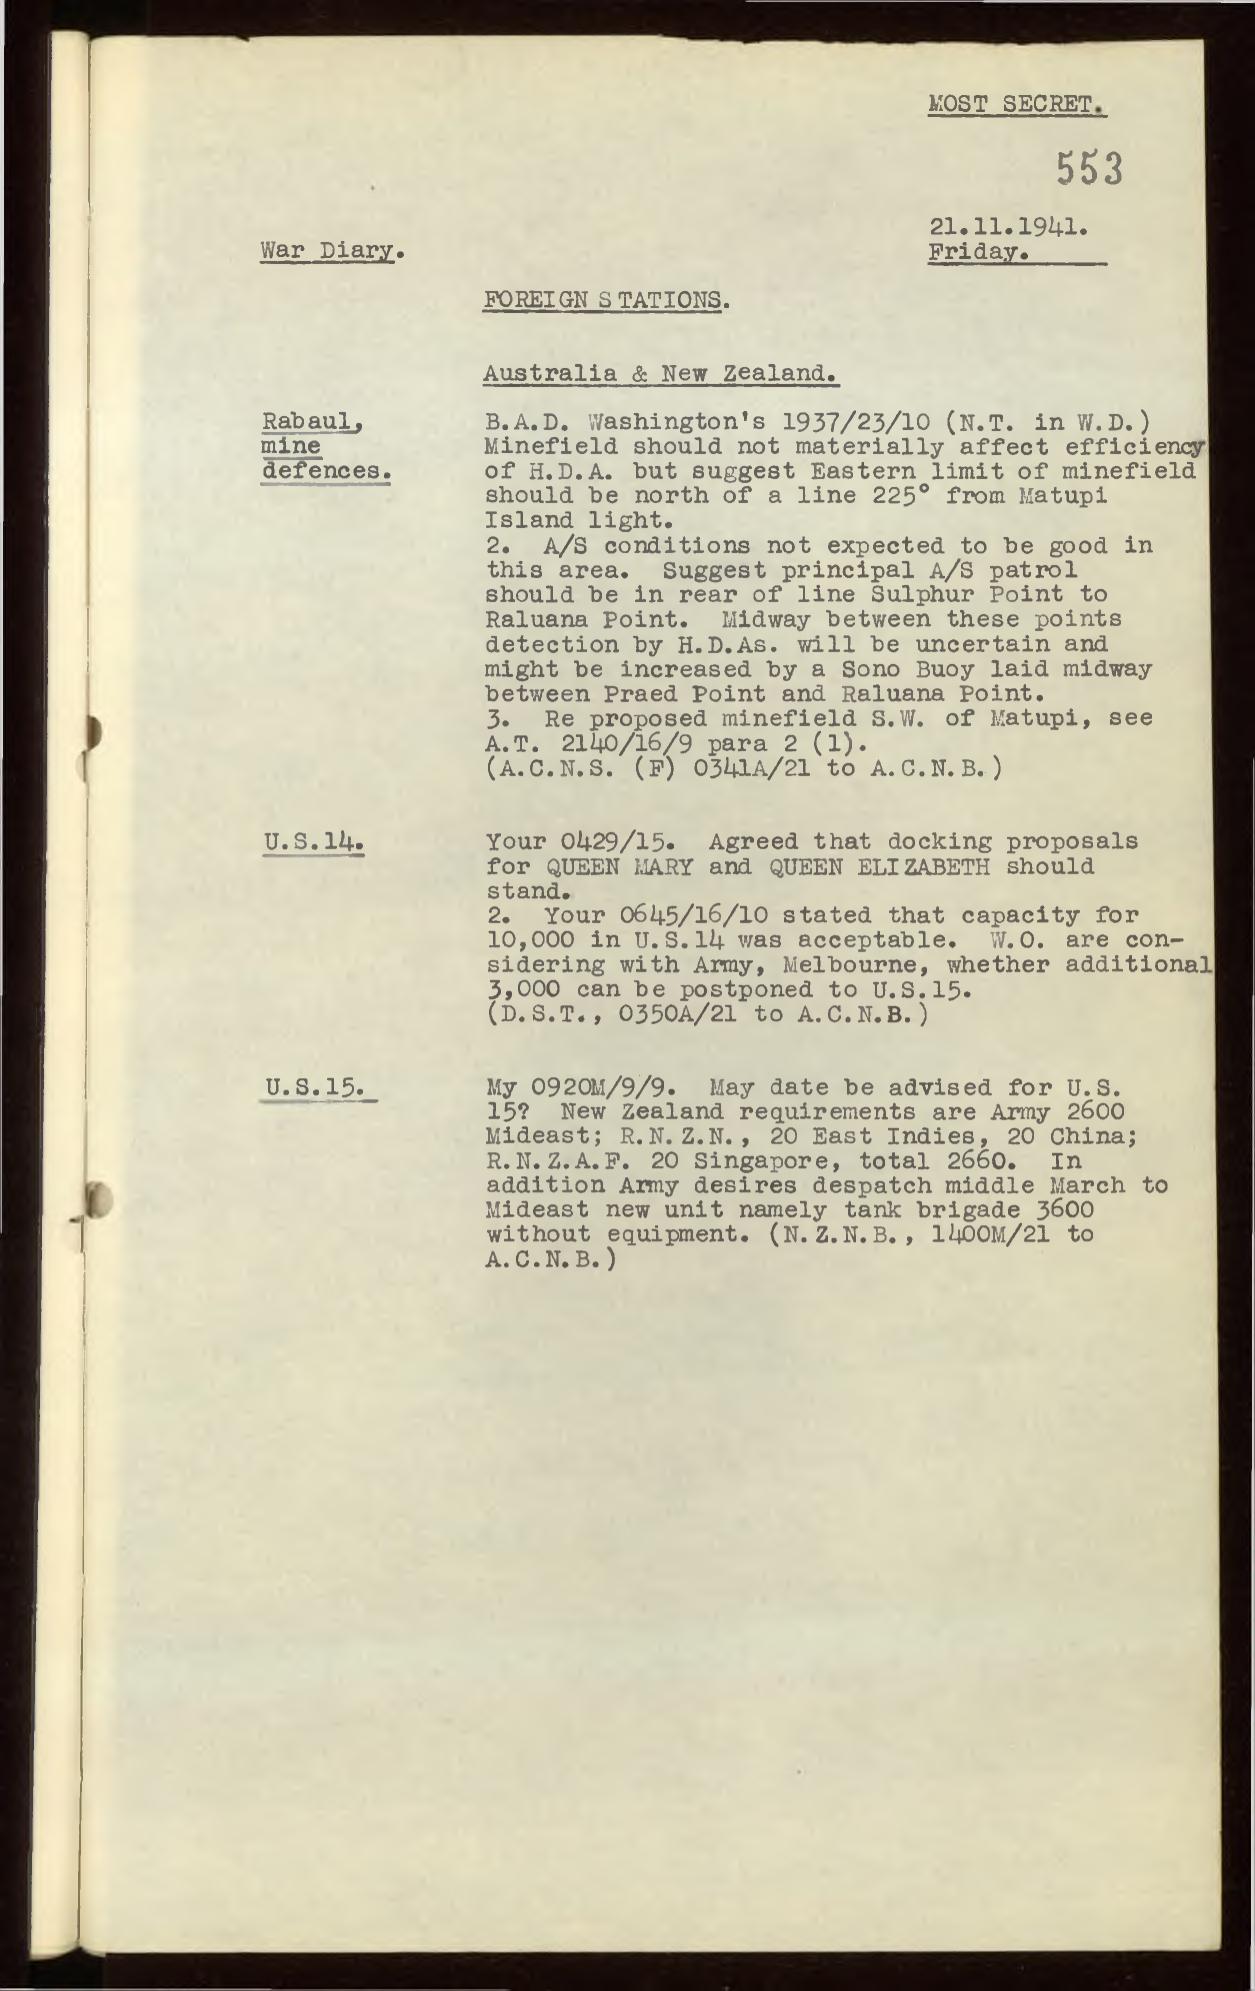 MOST SECRET.
553
21.11.1941.
War Diary.
Friday.
FOREIGN STATIONS.
Australia & New Zealand.
Rabaul,
mine
defences.
B.A.D. Washington's 1937/23/10 (N.T. in W.D.)
Minefield should not materially affect efficiency
of H.D.A. but suggest Eastern limit of minefield
should be north of a line 225° from Matupi
Island light.
2. A/S conditions not expected to be good in
this area. Suggest principal A/S patrol
should be in rear of line Sulphur Point to
Raluana Point. Midway between these points
detection by H.D.As. will be uncertain and
might be increased by a Sono Buoy laid midway
between Praed Point and Raluana Point.
3. Re proposed minefield S.W. of Matupi, see
A.T. 2140/16/9 para 2 (1).
(A.C.N.S. (F) 0341A/21 to A.C.N.B.)
U.S.14.
Your 0429/15. Agreed that docking proposals
for QUEEN MARY and QUEEN ELIZABETH should
stand.
2. Your 0645/16/10 stated that capacity for
10,000 in U.S.14 was acceptable. W.O. are con-
sidering with Army, Melbourne, whether additional
3,000 can be postponed to U.S.15.
(D.S.T., 0350A/21 to A.C.N.B.)
U.S.15.
My 0920M/9/9. May date be advised for U.S.
15? New Zealand requirements are Army 2600
Mideast; R.N.Z.N., 20 East Indies, 20 China;
R.N.Z.A.F. 20 Singapore, total 2660. In
addition Army desires despatch middle March to
Mideast new unit namely tank brigade 3600
without equipment. (N.Z.N.B., 1400M/21 to
A.C.N.B.)